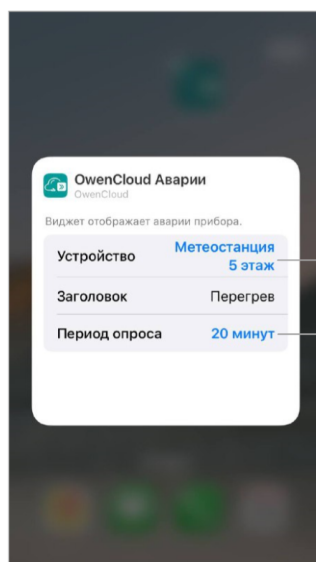 OwenCloud Аварии
OwenCloud
Виджет отображает аварии прибора.
Устройство Метеостанция
5 этаж
Заголовок Перегрев
Период опроса 20 минут